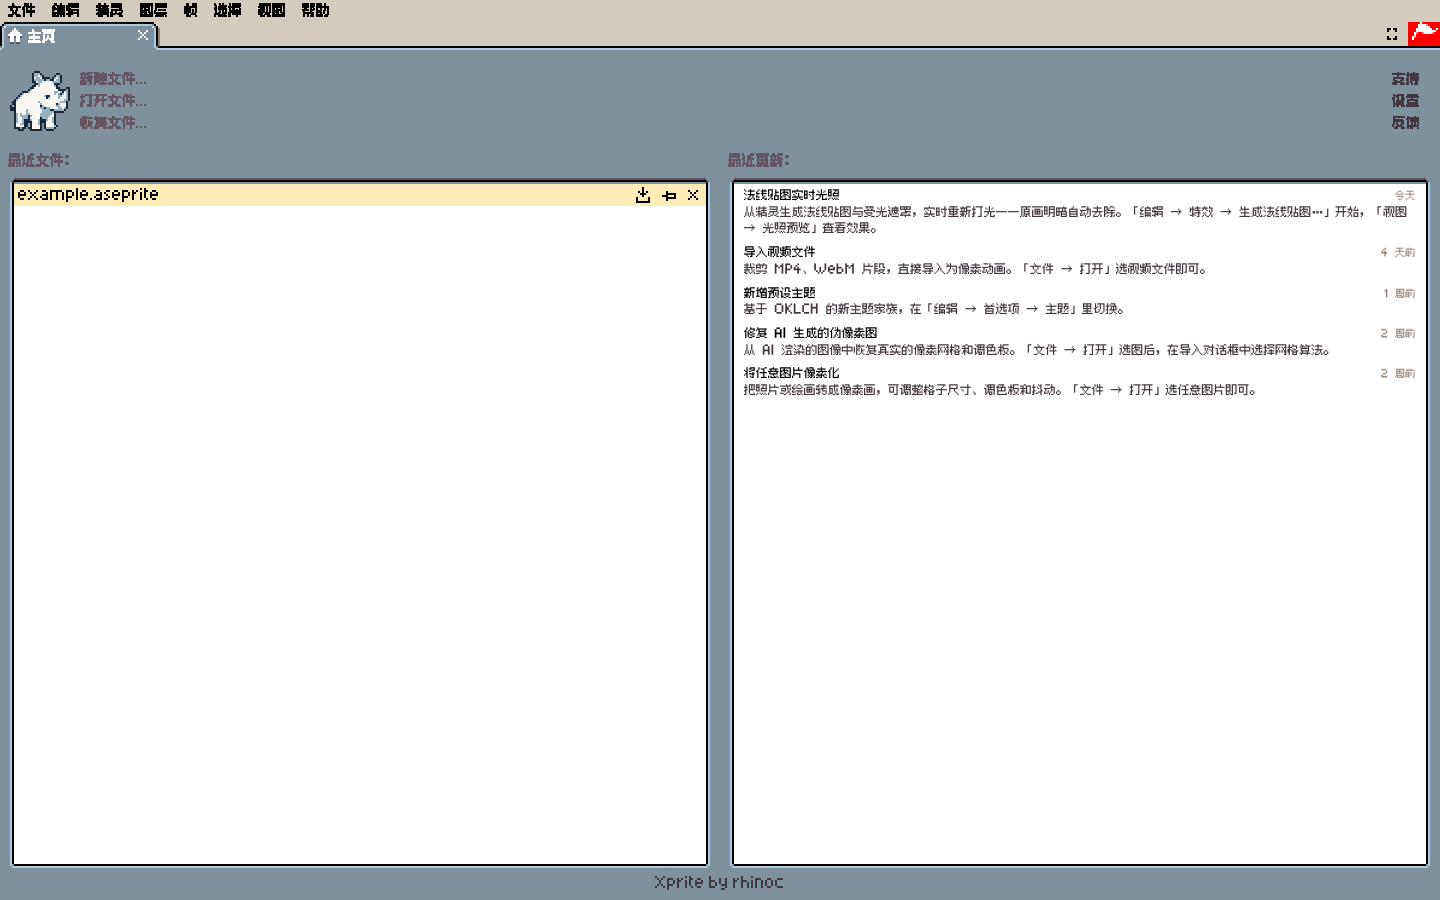 文件 编辑 精灵 图层 帧 选择 视图 帮助
主页
新建文件...
打开文件...
恢复文件...
支持
设置
反馈
最近文件:
最近更新:
example.aseprite
法线贴图实时光照 今天
从精灵生成法线贴图与受光遮罩，实时重新打光——原画明暗自动去除。「编辑 → 特效 → 生成法线贴图…」开始，「视图
→ 光照预览」查看效果。
导入视频文件 4 天前
裁剪 MP4、WebM 片段，直接导入为像素动画。「文件 → 打开」选视频文件即可。
新增预设主题 1 周前
基于 OKLCH 的新主题家族，在「编辑 → 首选项 → 主题」里切换。
修复 AI 生成的伪像素图 2 周前
从 AI 渲染的图像中恢复真实的像素网格和调色板。「文件 → 打开」选图后，在导入对话框中选择网格算法。
将任意图片像素化 2 周前
把照片或绘画转成像素画，可调整格子尺寸、调色板和抖动。「文件 → 打开」选任意图片即可。
Xprite by rhinoc